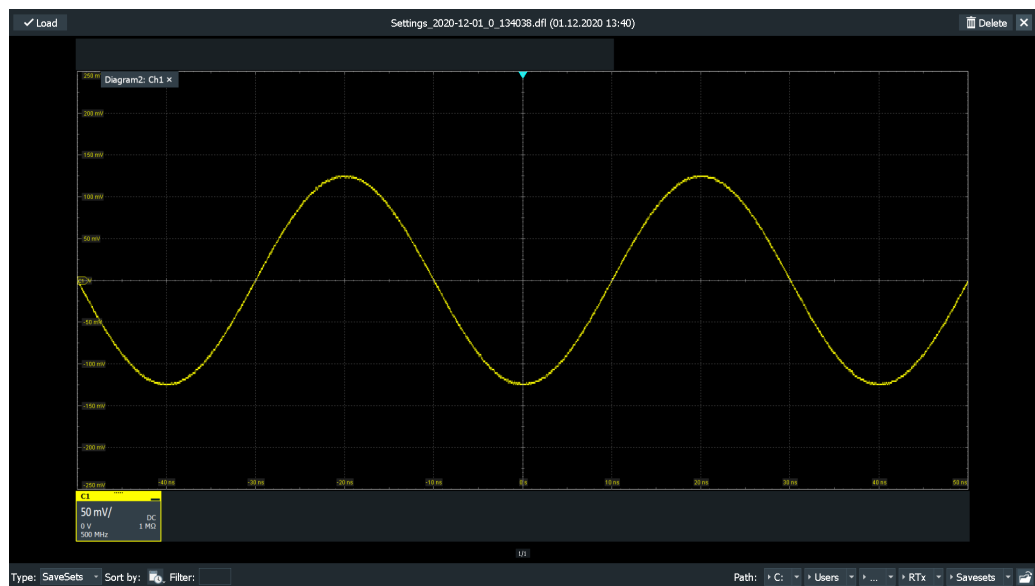 Load Settings_2020-12-01_0_134038.dfl (01.12.2020 13:40) Delete ×
250 m Diagram2: Ch1 ×
200 mV
150 mV
100 mV
50 mV
-50 mV
-100 mV
-150 mV
-200 mV
-250 mV -40 ns -30 ns -20 ns -10 ns 0 s 10 ns 20 ns 30 ns 40 ns 50 ns
C1
50 mV/
DC
0 V 1 MΩ
500 MHz
1/1
Type: SaveSets Sort by: Filter: Path: C: Users ... RTx Savesets